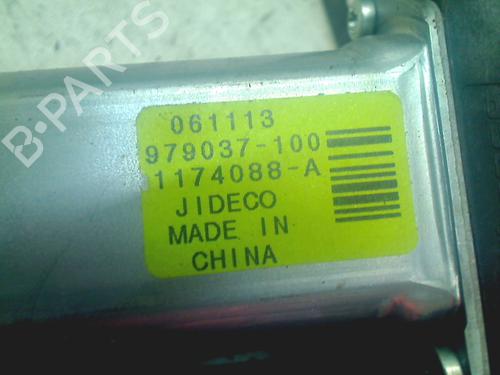 B-PARTS
061113
979037-100
1174088-A
JIDECO
MADE IN
CHINA